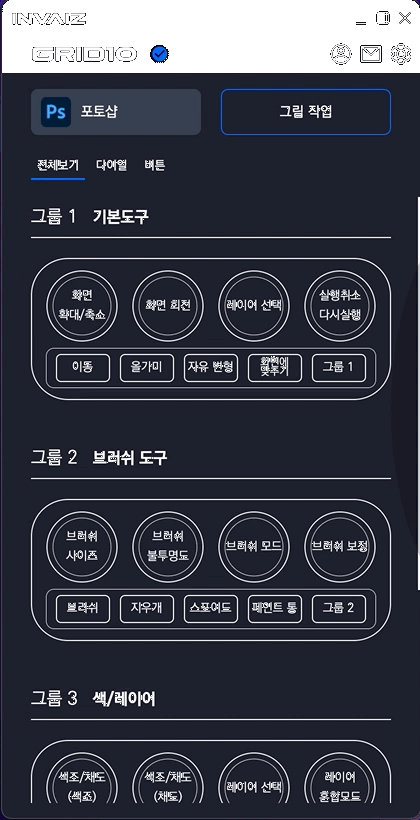 INVAIZ
GRID10
Ps 포토샵
그림 작업
전체보기 다이얼 버튼
그룹 1 기본도구
화면
확대/축소
화면 회전
레이어 선택
실행취소
다시실행
이동 올가미 자유 변형 화면에
맞추기 그룹 1
그룹 2 브러쉬 도구
브러쉬
사이즈
브러쉬
불투명도
브러쉬 모드
브러쉬 보정
브러쉬 지우개 스포이드 페인트 통 그룹 2
그룹 3 색/레이어
색조/채도
(색조)
색조/채도
(채도)
레이어 선택
레이어
혼합모드